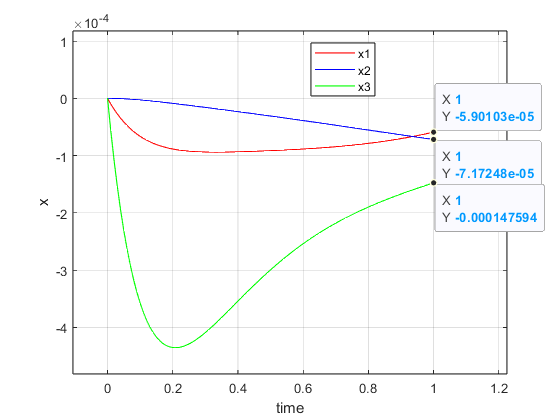 ×10⁻⁴
1
0
-1
-2
-3
-4
x
0
0.2
0.4
0.6
0.8
1
1.2
time
x1
x2
x3
X 1
Y -5.90103e-05
X 1
Y -7.17248e-05
X 1
Y -0.000147594